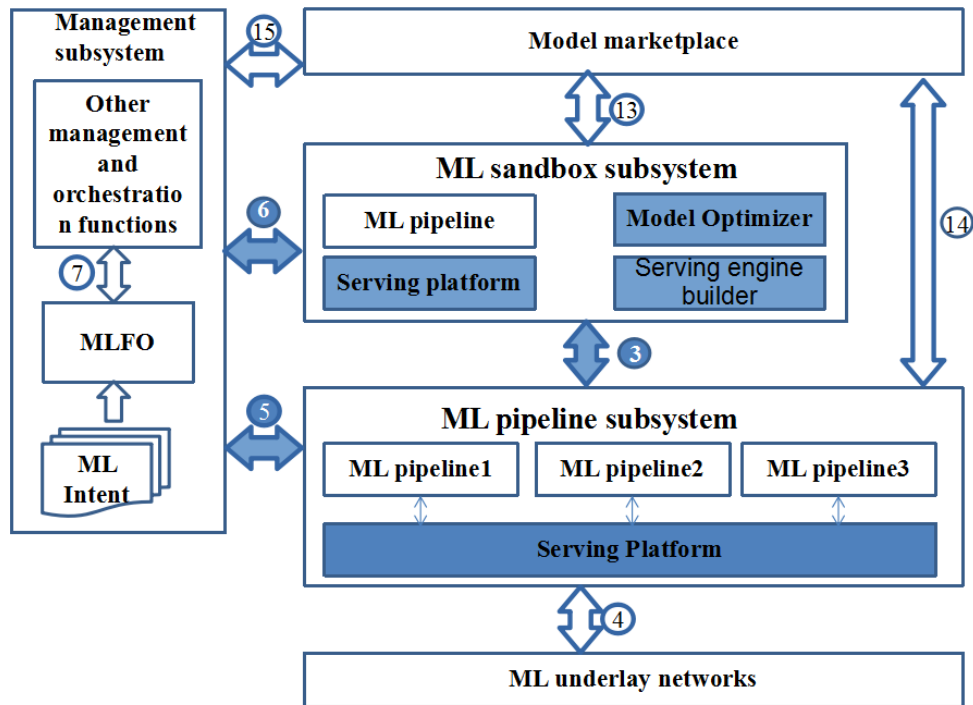 Management
subsystem
Other
management
and
orchestratio
n functions
7
MLFO
ML
Intent
15
Model marketplace
13
6
ML sandbox subsystem
ML pipeline
Model Optimizer
Serving platform
Serving engine
builder
14
3
5
ML pipeline subsystem
ML pipeline1
ML pipeline2
ML pipeline3
Serving Platform
4
ML underlay networks